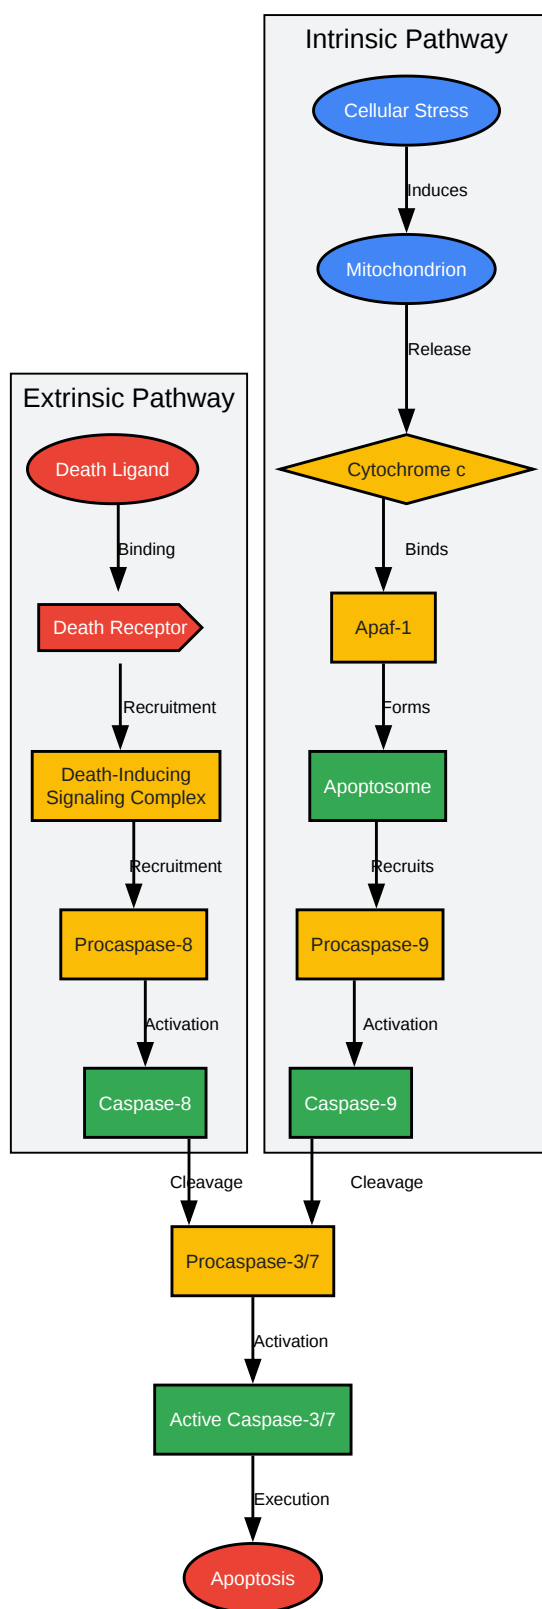 Intrinsic Pathway
Cellular Stress
Induces
Mitochondrion
Release
Cytochrome c
Binds
Apaf-1
Forms
Apoptosome
Recruits
Procaspase-9
Activation
Caspase-9
Cleavage
Extrinsic Pathway
Death Ligand
Binding
Death Receptor
Recruitment
Death-Inducing
Signaling Complex
Recruitment
Procaspase-8
Activation
Caspase-8
Cleavage
Procaspase-3/7
Activation
Active Caspase-3/7
Execution
Apoptosis